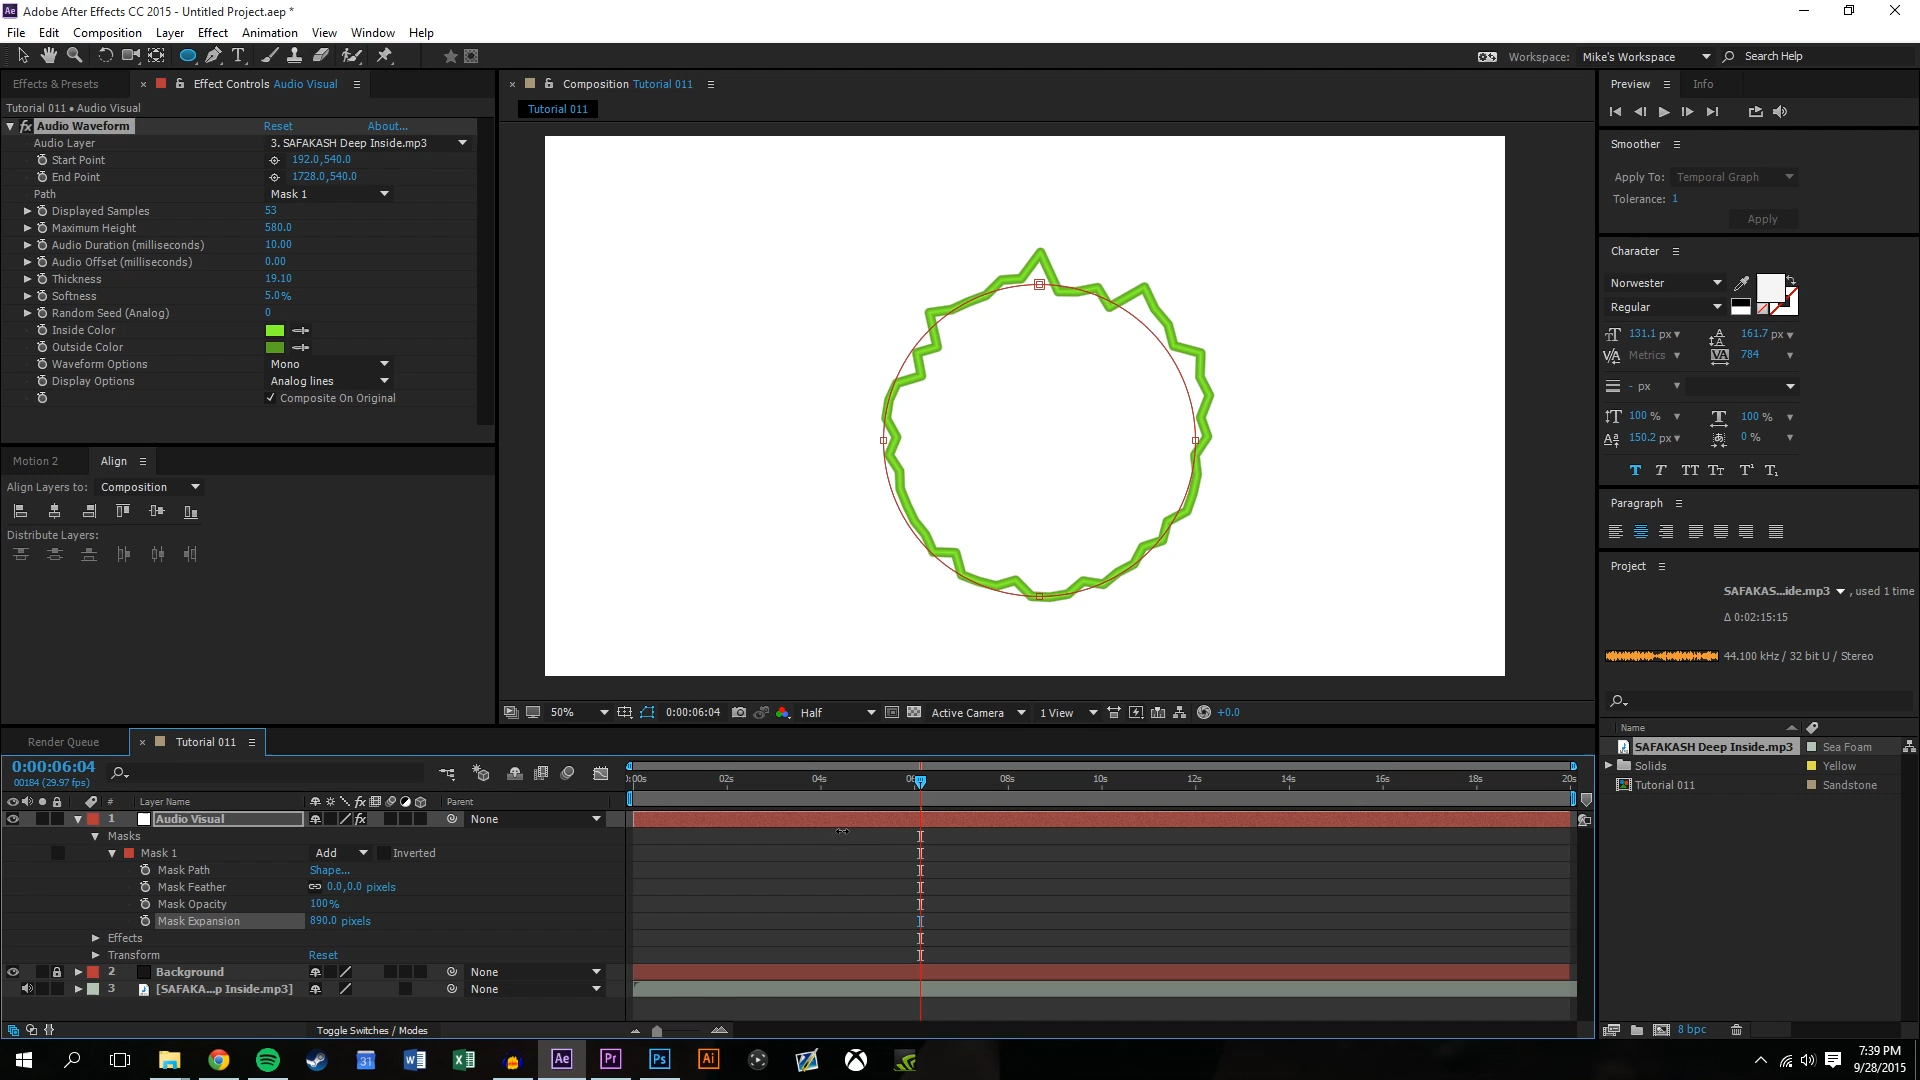 Adobe After Effects CC 2015 - Untitled Project.aep *
File Edit Composition Layer Effect Animation View Window Help
Workspace: Mike's Workspace Search Help
Effects & Presets Effect Controls Audio Visual
Tutorial 011 • Audio Visual
fx Audio Waveform Reset About...
Audio Layer 3. SAFAKASH Deep Inside.mp3
Start Point 192.0,540.0
End Point 1728.0,540.0
Path Mask 1
Displayed Samples 53
Maximum Height 580.0
Audio Duration (milliseconds) 10.00
Audio Offset (milliseconds) 0.00
Thickness 19.10
Softness 5.0%
Random Seed (Analog) 0
Inside Color
Outside Color
Waveform Options Mono
Display Options Analog lines
Composite On Original
Motion 2 Align
Align Layers to: Composition
Distribute Layers:
Composition Tutorial 011
Tutorial 011
50% 0:00:06:04 Half Active Camera 1 View +0.0
Preview Info
Smoother
Apply To: Temporal Graph
Tolerance: 1
Apply
Character
Norwester
Regular
131.1 px 161.7 px
Metrics 784
- px
100 % 100 %
150.2 px 0 %
T T TT Tt T¹ T₁
Paragraph
Project
SAFAKAS...ide.mp3 , used 1 time
Δ 0:02:15:15
44.100 kHz / 32 bit U / Stereo
Name
SAFAKASH Deep Inside.mp3 Sea Foam
Solids Yellow
Tutorial 011 Sandstone
8 bpc
Render Queue Tutorial 011
0:00:06:04
00184 (29.97 fps)
:00s 02s 04s 06s 08s 10s 12s 14s 16s 18s 20s
# Layer Name Parent
1 Audio Visual fx None
Masks
Mask 1 Add Inverted
Mask Path Shape...
Mask Feather 0.0,0.0 pixels
Mask Opacity 100%
Mask Expansion 890.0 pixels
Effects
Transform Reset
2 Background None
3 [SAFAKA...p Inside.mp3] None
Toggle Switches / Modes
7:39 PM
9/28/2015